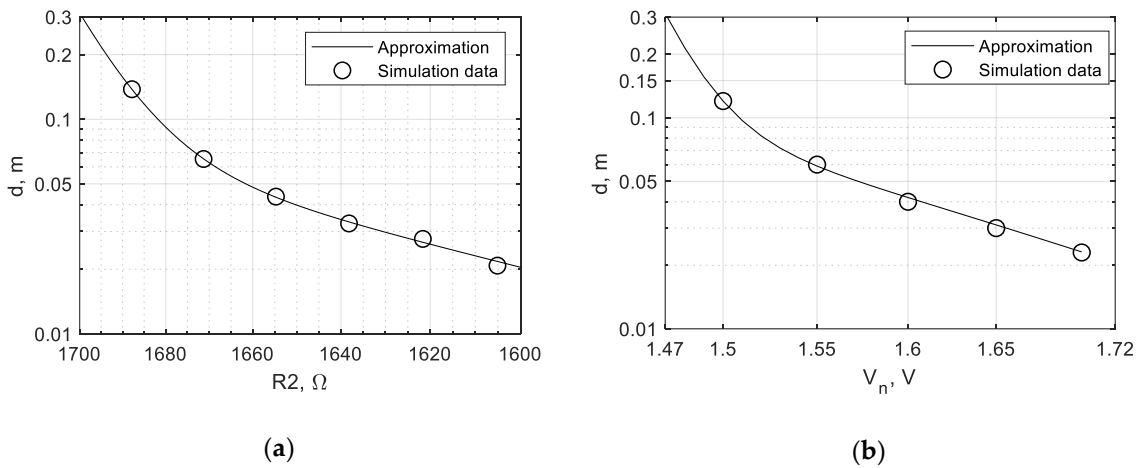 0.3
0.2
0.1
0.05
0.01
d, m
1700
1680
1660
1640
1620
1600
R2, Ω
Approximation
Simulation data
(a)
0.3
0.2
0.15
0.1
0.05
0.01
d, m
1.47
1.5
1.55
1.6
1.65
1.72
Vn, V
Approximation
Simulation data
(b)